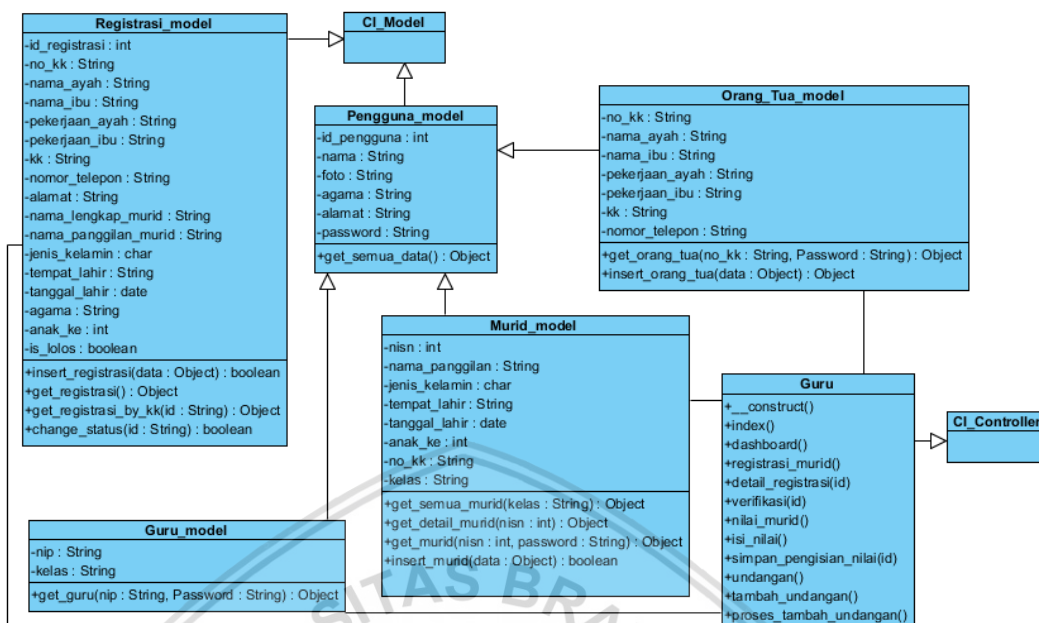 Registrasi_model
-id_registrasi : int
-no_kk : String
-nama_ayah : String
-nama_ibu : String
-pekerjaan_ayah : String
-pekerjaan_ibu : String
-kk : String
-nomor_telepon : String
-alamat : String
-nama_lengkap_murid : String
-nama_panggilan_murid : String
-jenis_kelamin : char
-tempat_lahir : String
-tanggal_lahir : date
-agama : String
-anak_ke : int
-is_lolos : boolean
+insert_registrasi(data : Object) : boolean
+get_registrasi() : Object
+get_registrasi_by_kk(id : String) : Object
+change_status(id : String) : boolean
CI_Model
Pengguna_model
-id_pengguna : int
-nama : String
-foto : String
-agama : String
-alamat : String
-password : String
+get_semua_data() : Object
Orang_Tua_model
-no_kk : String
-nama_ayah : String
-nama_ibu : String
-pekerjaan_ayah : String
-pekerjaan_ibu : String
-kk : String
-nomor_telepon : String
+get_orang_tua(no_kk : String, Password : String) : Object
+insert_orang_tua(data : Object) : Object
Murid_model
-nisn : int
-nama_panggilan : String
-jenis_kelamin : char
-tempat_lahir : String
-tanggal_lahir : date
-anak_ke : int
-no_kk : String
-kelas : String
+get_semua_murid(kelas : String) : Object
+get_detail_murid(nisn : int) : Object
+get_murid(nisn : int, password : String) : Object
+insert_murid(data : Object) : boolean
Guru
+__construct()
+index()
+dashboard()
+registrasi_murid()
+detail_registrasi(id)
+verifikasi(id)
+nilai_murid()
+isi_nilai()
+simpan_pengisian_nilai(id)
+undangan()
+tambah_undangan()
+proses_tambah_undangan()
CI_Controller
Guru_model
-nip : String
-kelas : String
+get_guru(nip : String, Password : String) : Object
SITAS BRA